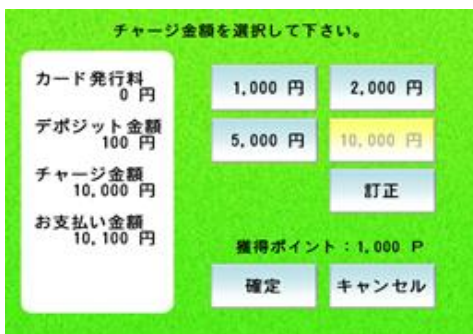 チャージ金額を選択して下さい。
カード発行料
0 円
デポジット金額
100 円
チャージ金額
10,000 円
お支払い金額
10,100 円
1,000 円
2,000 円
5,000 円
10,000 円
訂正
獲得ポイント:1,000 P
確定
キャンセル